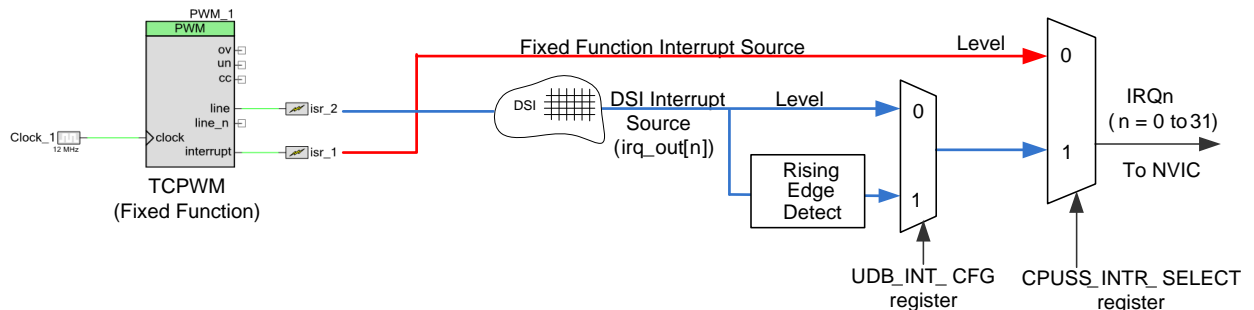 PWM_1
PWM
ov
un
cc
line
line_n
clock
interrupt
Clock_1
12 MHz
TCPWM
(Fixed Function)
isr_2
isr_1
Fixed Function Interrupt Source
Level
DSI
DSI Interrupt
Source
(irq_out[n])
Level
Rising
Edge
Detect
0
1
UDB_INT_ CFG
register
0
1
CPUSS_INTR_ SELECT
register
IRQn
( n = 0 to 31)
To NVIC